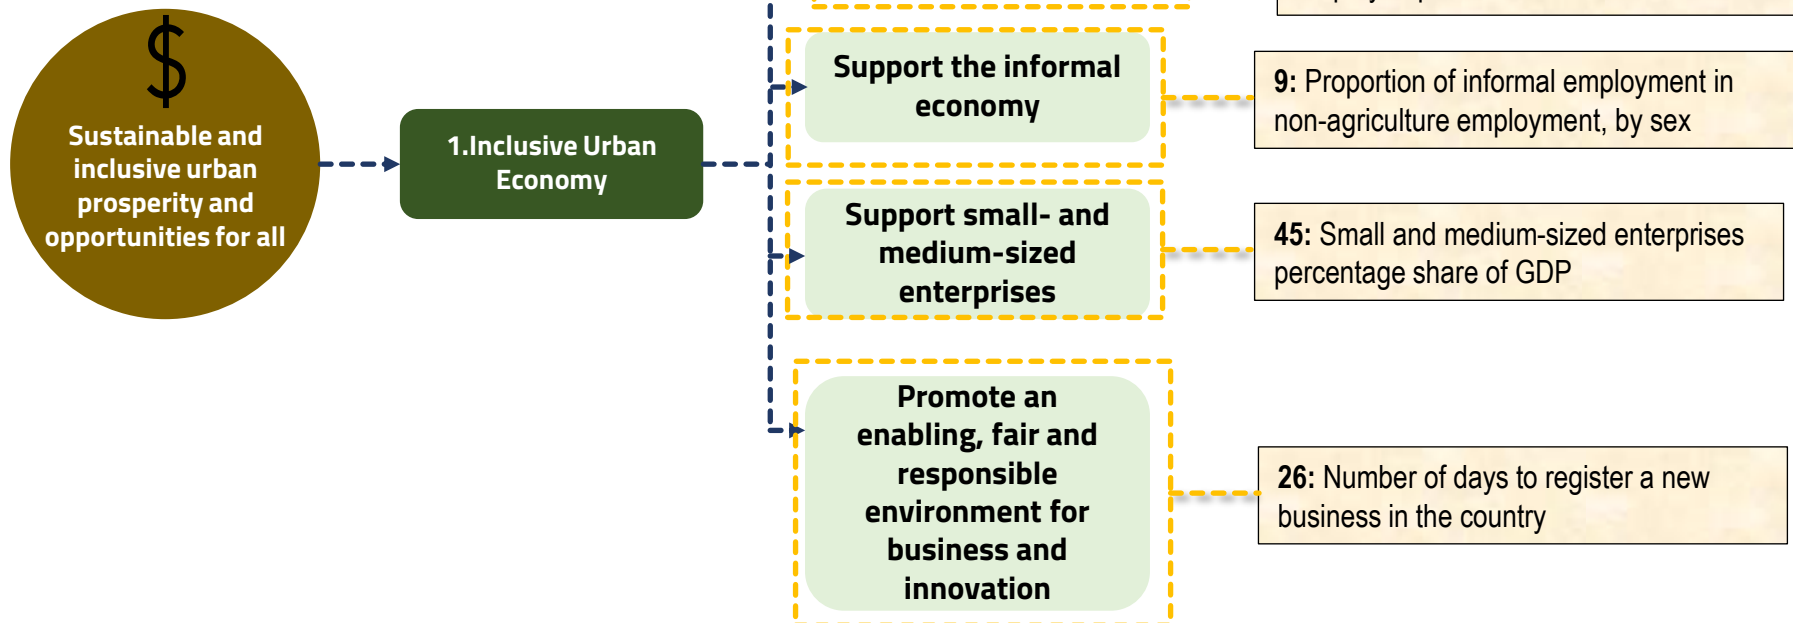 $
Sustainable and
inclusive urban
prosperity and
opportunities for all
1.Inclusive Urban
Economy
Support the informal
economy
9: Proportion of informal employment in
non-agriculture employment, by sex
Support small- and
medium-sized
enterprises
45: Small and medium-sized enterprises
percentage share of GDP
Promote an
enabling, fair and
responsible
environment for
business and
innovation
26: Number of days to register a new
business in the country